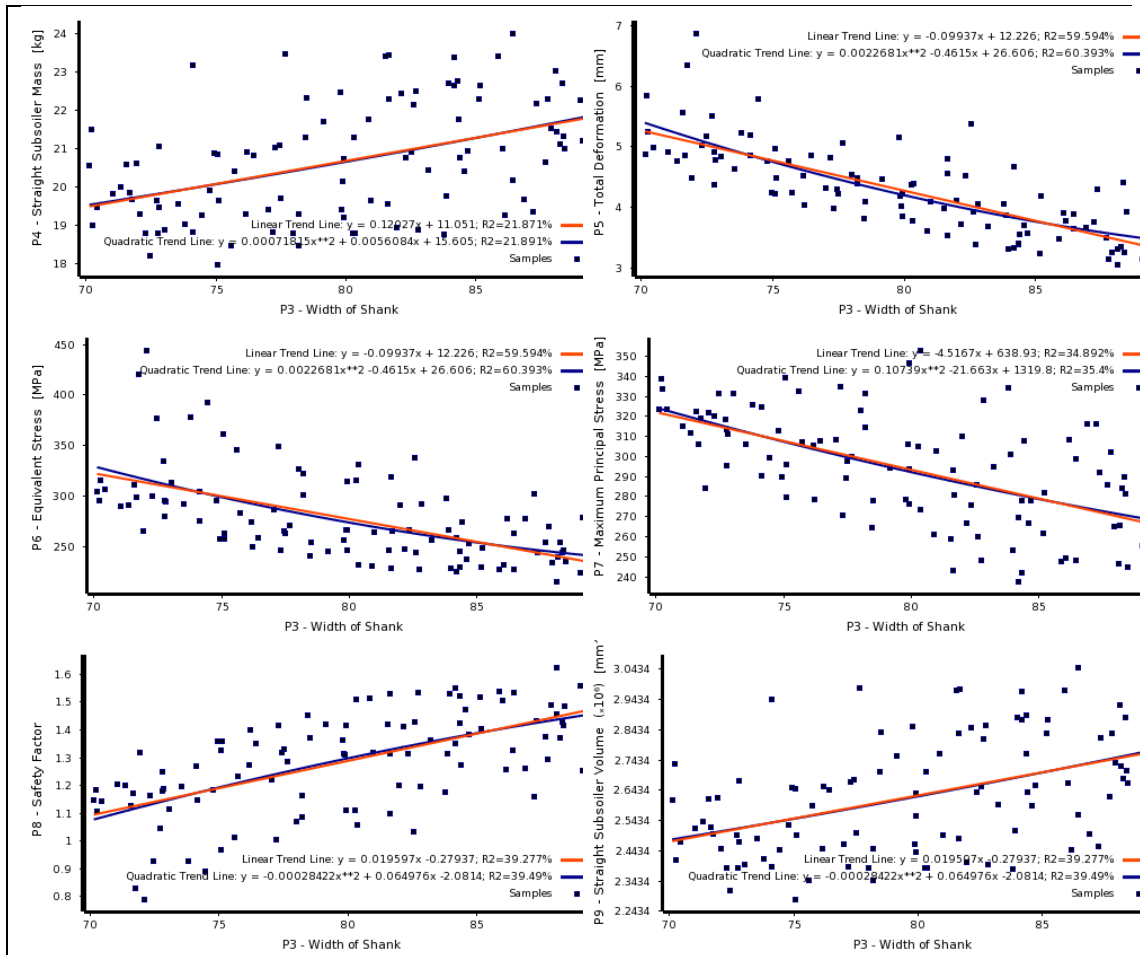 P4 - Straight Subsoiler Mass [kg]
24
23
22
21
20
19
18
Linear Trend Line: y = 0.12027x + 11.051; R2=21.871%
Quadratic Trend Line: y = 0.00071815x**2 + 0.0056084x + 15.605; R2=21.891%
Samples
70 75 80 85
P3 - Width of Shank
P5 - Total Deformation [mm]
7
6
5
4
3
Linear Trend Line: y = -0.09937x + 12.226; R2=59.594%
Quadratic Trend Line: y = 0.0022681x**2 -0.4615x + 26.606; R2=60.393%
Samples
70 75 80 85
P3 - Width of Shank
P6 - Equivalent Stress [MPa]
450
400
350
300
250
Linear Trend Line: y = -0.09937x + 12.226; R2=59.594%
Quadratic Trend Line: y = 0.0022681x**2 -0.4615x + 26.606; R2=60.393%
Samples
70 75 80 85
P3 - Width of Shank
P7 - Maximum Principal Stress [MPa]
350
340
330
320
310
300
290
280
270
260
250
240
Linear Trend Line: y = -4.5167x + 638.93; R2=34.892%
Quadratic Trend Line: y = 0.10739x**2 -21.663x + 1319.8; R2=35.4%
Samples
70 75 80 85
P3 - Width of Shank
P8 - Safety Factor
1.6
1.5
1.4
1.3
1.2
1.1
1
0.9
0.8
Linear Trend Line: y = 0.019597x -0.27937; R2=39.277%
Quadratic Trend Line: y = -0.00028422x**2 + 0.064976x -2.0814; R2=39.49%
Samples
70 75 80 85
P3 - Width of Shank
P9 - Straight Subsoiler Volume (x10⁶) [mm³
3.0434
2.9434
2.8434
2.7434
2.6434
2.5434
2.4434
2.3434
2.2434
Linear Trend Line: y = 0.019597x -0.27937; R2=39.277%
Quadratic Trend Line: y = -0.00028422x**2 + 0.064976x -2.0814; R2=39.49%
Samples
70 75 80 85
P3 - Width of Shank